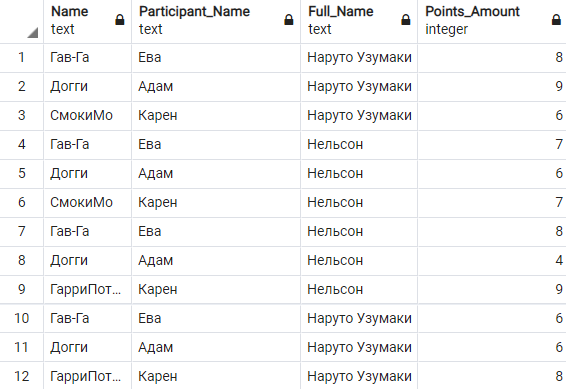 Name Participant_Name Full_Name Points_Amount
text text text integer
1 Гав-Га Ева Наруто Узумаки 8
2 Догги Адам Наруто Узумаки 9
3 СмокиМо Карен Наруто Узумаки 6
4 Гав-Га Ева Нельсон 7
5 Догги Адам Нельсон 6
6 СмокиМо Карен Нельсон 7
7 Гав-Га Ева Нельсон 8
8 Догги Адам Нельсон 4
9 ГарриПот... Карен Нельсон 9
10 Гав-Га Ева Наруто Узумаки 6
11 Догги Адам Наруто Узумаки 6
12 ГарриПот... Карен Наруто Узумаки 8